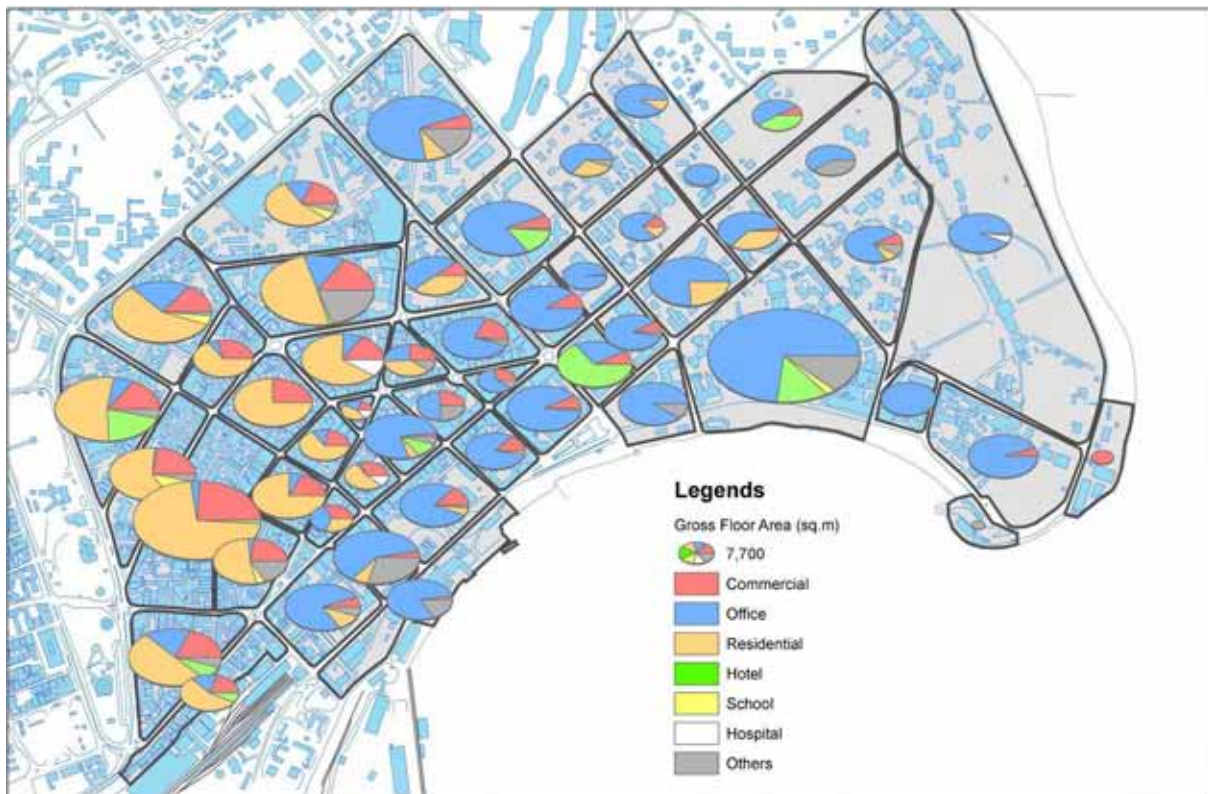 Legends
Gross Floor Area (sq.m)
7,700
Commercial
Office
Residential
Hotel
School
Hospital
Others